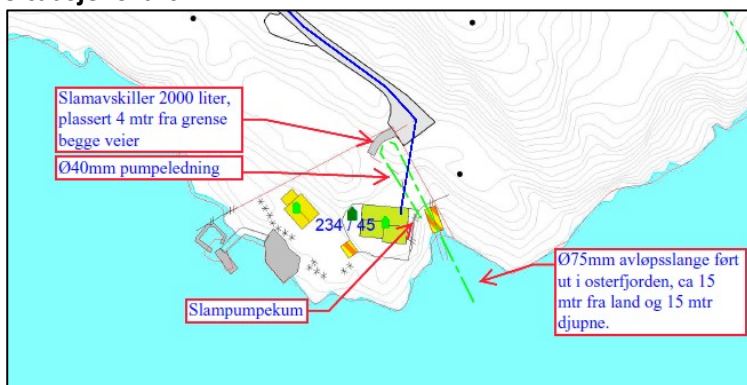 Slamavskiller 2000 liter,
plassert 4 mtr fra grense
begge veier
Ø40mm pumpeledning
234 / 45
Slampumpekum
Ø75mm avløpsslange ført
ut i osterfjorden, ca 15
mtr fra land og 15 mtr
djupne.